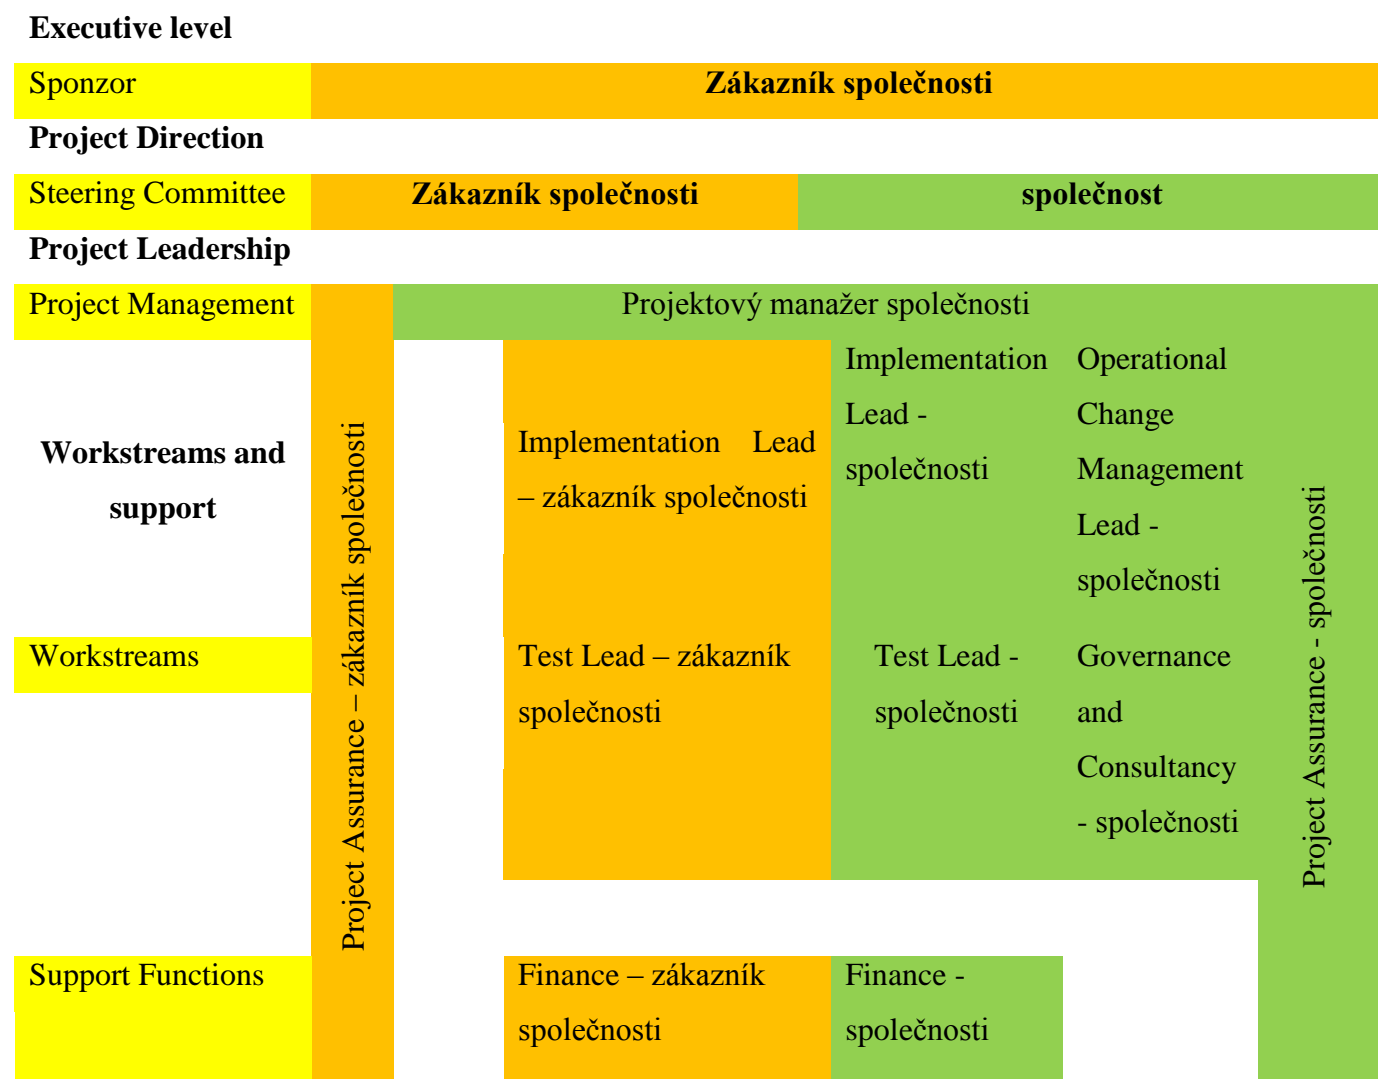 Executive level
Sponzor
Zákazník společnosti
Project Direction
Steering Committee
Zákazník společnosti
společnost
Project Leadership
Project Management
Projektový manažer společnosti
Project Assurance – zákazník společnosti
Workstreams and
support
Implementation Lead
– zákazník společnosti
Implementation
Lead -
společnosti
Operational
Change
Management
Lead -
společnosti
Project Assurance - společnosti
Workstreams
Test Lead – zákazník
společnosti
Test Lead -
společnosti
Governance
and
Consultancy
- společnosti
Support Functions
Finance – zákazník
společnosti
Finance -
společnosti